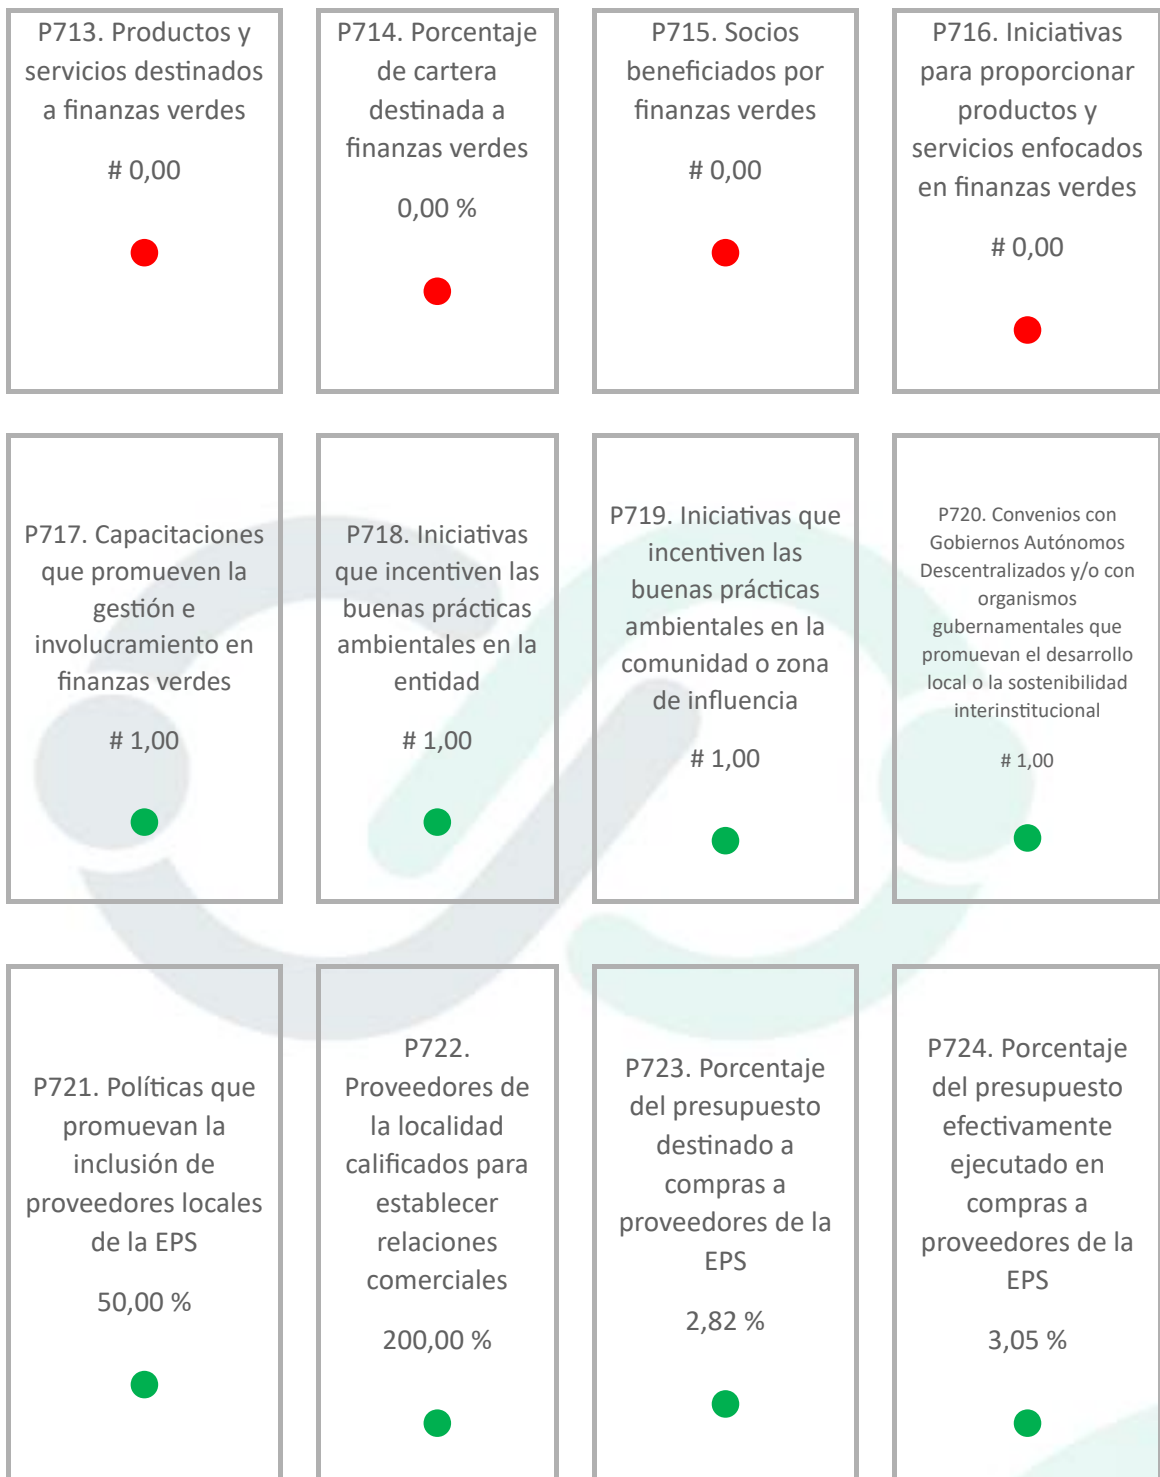 P713. Productos y
servicios destinados
a finanzas verdes
# 0,00
P714. Porcentaje
de cartera
destinada a
finanzas verdes
0,00 %
P715. Socios
beneficiados por
finanzas verdes
# 0,00
P716. Iniciativas
para proporcionar
productos y
servicios enfocados
en finanzas verdes
# 0,00
P717. Capacitaciones
que promueven la
gestión e
involucramiento en
finanzas verdes
# 1,00
P718. Iniciativas
que incentiven las
buenas prácticas
ambientales en la
entidad
# 1,00
P719. Iniciativas que
incentiven las
buenas prácticas
ambientales en la
comunidad o zona
de influencia
# 1,00
P720. Convenios con
Gobiernos Autónomos
Descentralizados y/o con
organismos
gubernamentales que
promuevan el desarrollo
local o la sostenibilidad
interinstitucional
# 1,00
P721. Políticas que
promuevan la
inclusión de
proveedores locales
de la EPS
50,00 %
P722.
Proveedores de
la localidad
calificados para
establecer
relaciones
comerciales
200,00 %
P723. Porcentaje
del presupuesto
destinado a
compras a
proveedores de la
EPS
2,82 %
P724. Porcentaje
del presupuesto
efectivamente
ejecutado en
compras a
proveedores de la
EPS
3,05 %